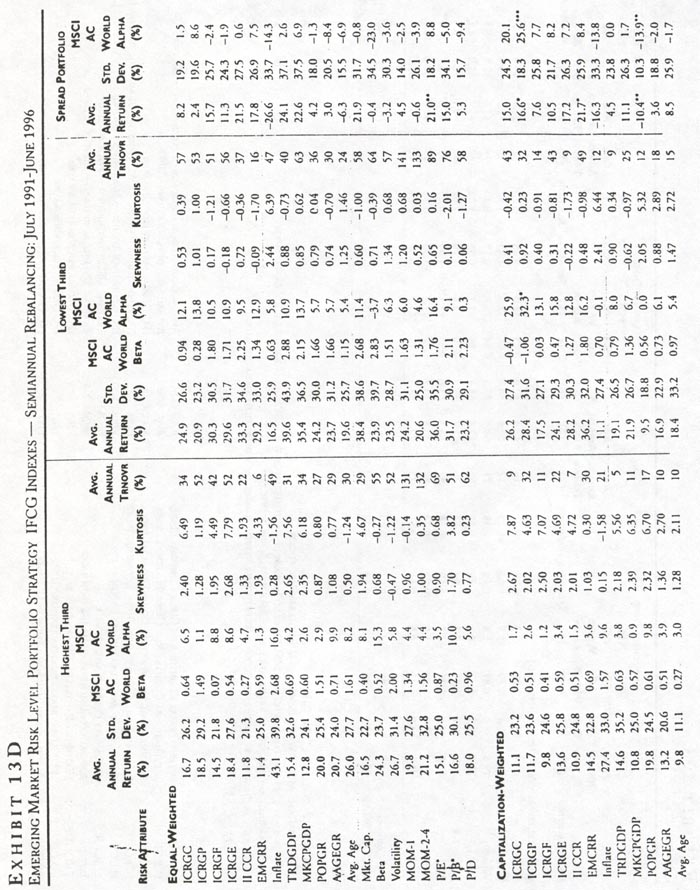 EXHIBIT 13D
EMERGING MARKET RISK LEVEL PORTFOLIO STRATEGY IFCG INDEXES — SEMIANNUAL REBALANCING: JULY 1991-JUNE 1996
HIGHEST THIRD LOWEST THIRD SPREAD PORTFOLIO
MSCI MSCI MSCI MSCI MSCI
AVG. AC AC AVG. AVG. AC AC AVG. AVG. AC
ANNUAL STD. WORLD WORLD ANNUAL ANNUAL STD. WORLD WORLD ANNUAL ANNUAL STD. WORLD
RETURN DEV. BETA ALPHA TRNOVR RETURN DEV. BETA ALPHA TRNOVR RETURN DEV. ALPHA
RISK ATTRIBUTE (%) (%) (%) SKEWNESS KURTOSIS (%) (%) (%) (%) SKEWNESS KURTOSIS (%) (%) (%) (%)
EQUAL-WEIGHTED
ICRGC 16.7 26.2 0.64 6.5 2.40 6.49 34 24.9 26.6 0.94 12.1 0.53 0.39 57 8.2 19.2 1.5
ICRGP 18.5 29.2 1.49 1.1 1.28 1.19 52 20.9 23.2 0.28 13.8 1.01 1.00 53 2.4 19.6 8.6
ICRGF 14.5 21.8 0.07 8.8 1.95 4.49 42 30.3 30.5 1.80 10.5 0.17 -1.21 51 15.7 25.7 -2.4
ICRGE 18.4 27.6 0.54 8.6 2.68 7.79 52 29.6 31.7 1.71 10.9 -0.18 -0.66 56 11.3 24.3 -1.9
II CCR 11.8 21.3 0.27 4.7 1.33 1.93 22 33.3 34.6 2.25 9.5 0.72 -0.36 37 21.5 27.5 0.6
EMCRR 11.4 25.0 0.59 1.3 1.93 4.33 6 29.2 33.0 1.34 12.9 -0.09 -1.70 16 17.8 26.9 7.5
Inflate 43.1 39.8 2.68 16.0 0.28 -1.56 49 16.5 25.9 0.63 5.8 2.44 6.39 47 -26.6 33.7 -14.3
TRDGDP 15.4 32.6 0.69 4.2 2.65 7.56 31 39.6 43.9 2.88 10.9 0.88 -0.73 40 24.1 37.1 2.6
MKCPGDP 12.8 24.1 0.60 2.6 2.35 6.18 34 35.4 36.5 2.15 13.7 0.85 0.62 63 22.6 37.5 6.9
POPGR 20.0 25.4 1.51 2.9 0.87 0.80 27 24.2 30.0 1.66 5.7 0.79 0.04 36 4.2 18.0 -1.3
AAGEGR 20.7 24.0 0.71 9.9 1.08 0.77 29 23.7 31.2 1.66 5.7 0.74 -0.70 30 3.0 20.5 -8.4
Avg. Age 26.0 27.7 1.61 8.2 0.50 -1.24 30 19.6 25.7 1.15 5.4 1.25 1.46 24 -6.3 15.5 -6.9
Mkt. Cap. 16.5 22.7 0.40 8.1 1.94 4.67 29 38.4 38.6 2.68 11.4 0.60 -1.00 58 21.9 31.7 -0.8
Beta 24.3 23.7 0.52 15.3 0.68 -0.27 55 23.9 39.7 2.83 -3.7 0.71 -0.39 64 -0.4 34.5 -23.0
Volatility 26.7 31.4 2.00 5.8 -0.47 -1.22 52 23.5 28.7 1.51 6.3 1.34 0.68 57 -3.2 30.3 -3.6
MOM-1 19.8 27.6 1.34 4.4 0.96 -0.14 131 24.2 31.1 1.63 6.0 1.20 0.68 141 4.5 14.0 -2.5
MOM-2-4 21.2 32.8 1.56 4.4 1.00 0.35 132 20.6 25.0 1.31 4.6 0.52 0.03 133 -0.6 26.1 -3.9
P/E* 15.1 25.0 0.87 3.5 0.90 0.68 69 36.0 35.5 1.76 16.4 0.65 0.16 89 21.0** 18.2 8.8
P/B* 16.6 30.1 0.23 10.0 1.70 3.82 51 31.7 30.9 2.11 9.1 0.10 -2.01 76 15.0 34.1 -5.0
P/D 18.0 25.5 0.96 5.6 0.77 0.23 62 23.2 29.1 2.23 0.3 0.06 -1.27 58 5.3 15.7 -9.4
CAPITALIZATION-WEIGHTED
ICRGC 11.1 23.2 0.53 1.7 2.67 7.87 9 26.2 27.4 -0.47 25.9 0.41 -0.42 43 15.0 24.5 20.1
ICRGP 11.7 23.6 0.51 2.6 2.02 4.63 32 28.4 31.6 -1.06 32.3* 0.92 0.23 32 16.6* 18.3 25.6***
ICRGF 9.8 24.6 0.41 1.2 2.50 7.07 11 17.5 27.1 0.03 13.1 0.40 -0.91 14 7.6 25.8 7.7
ICRGE 13.6 25.8 0.59 3.4 2.03 4.69 22 24.1 29.3 0.47 15.8 0.31 -0.81 43 10.5 21.7 8.2
II CCR 10.9 24.8 0.51 1.5 2.01 4.72 7 28.2 30.3 1.27 12.8 -0.22 -1.73 9 17.2 26.3 7.2
EMCRR 14.5 22.8 0.69 3.6 1.03 0.30 30 36.2 32.0 1.80 16.2 0.48 -0.98 49 21.7* 25.9 8.4
Inflate 27.4 33.0 1.57 9.6 0.15 -1.58 21 11.1 27.4 0.70 -0.1 2.41 6.44 12 -16.3 33.3 -13.8
TRDGDP 14.6 35.2 0.63 3.8 2.18 5.56 5 19.1 26.5 0.79 8.0 0.90 0.34 9 4.5 23.8 0.0
MKCPGDP 10.8 25.0 0.57 0.9 2.39 6.35 11 21.9 26.7 1.36 6.7 -0.62 -0.97 25 11.1 26.3 1.7
POPGR 19.8 24.5 0.61 9.8 2.32 6.70 17 9.5 18.8 0.56 0.0 2.05 5.32 12 -10.4** 10.3 -13.9**
AAGEGR 13.2 20.6 0.51 3.9 1.36 2.70 10 16.9 22.9 0.73 6.1 0.88 2.89 18 3.6 18.8 -2.0
Avg. Age 9.8 11.1 0.27 3.0 1.28 2.11 10 18.4 33.2 0.97 5.4 1.47 2.72 15 8.5 25.9 -1.7